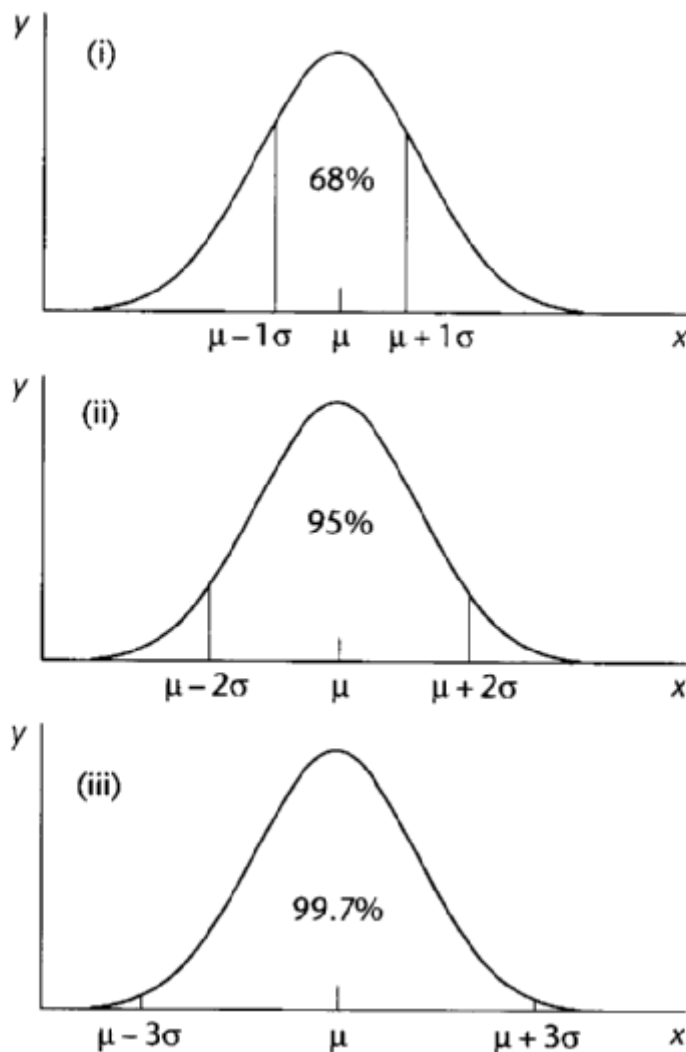 y
(i)
68%
μ − 1σ μ μ + 1σ x
y
(ii)
95%
μ − 2σ μ μ + 2σ x
y
(iii)
99.7%
μ − 3σ μ μ + 3σ x